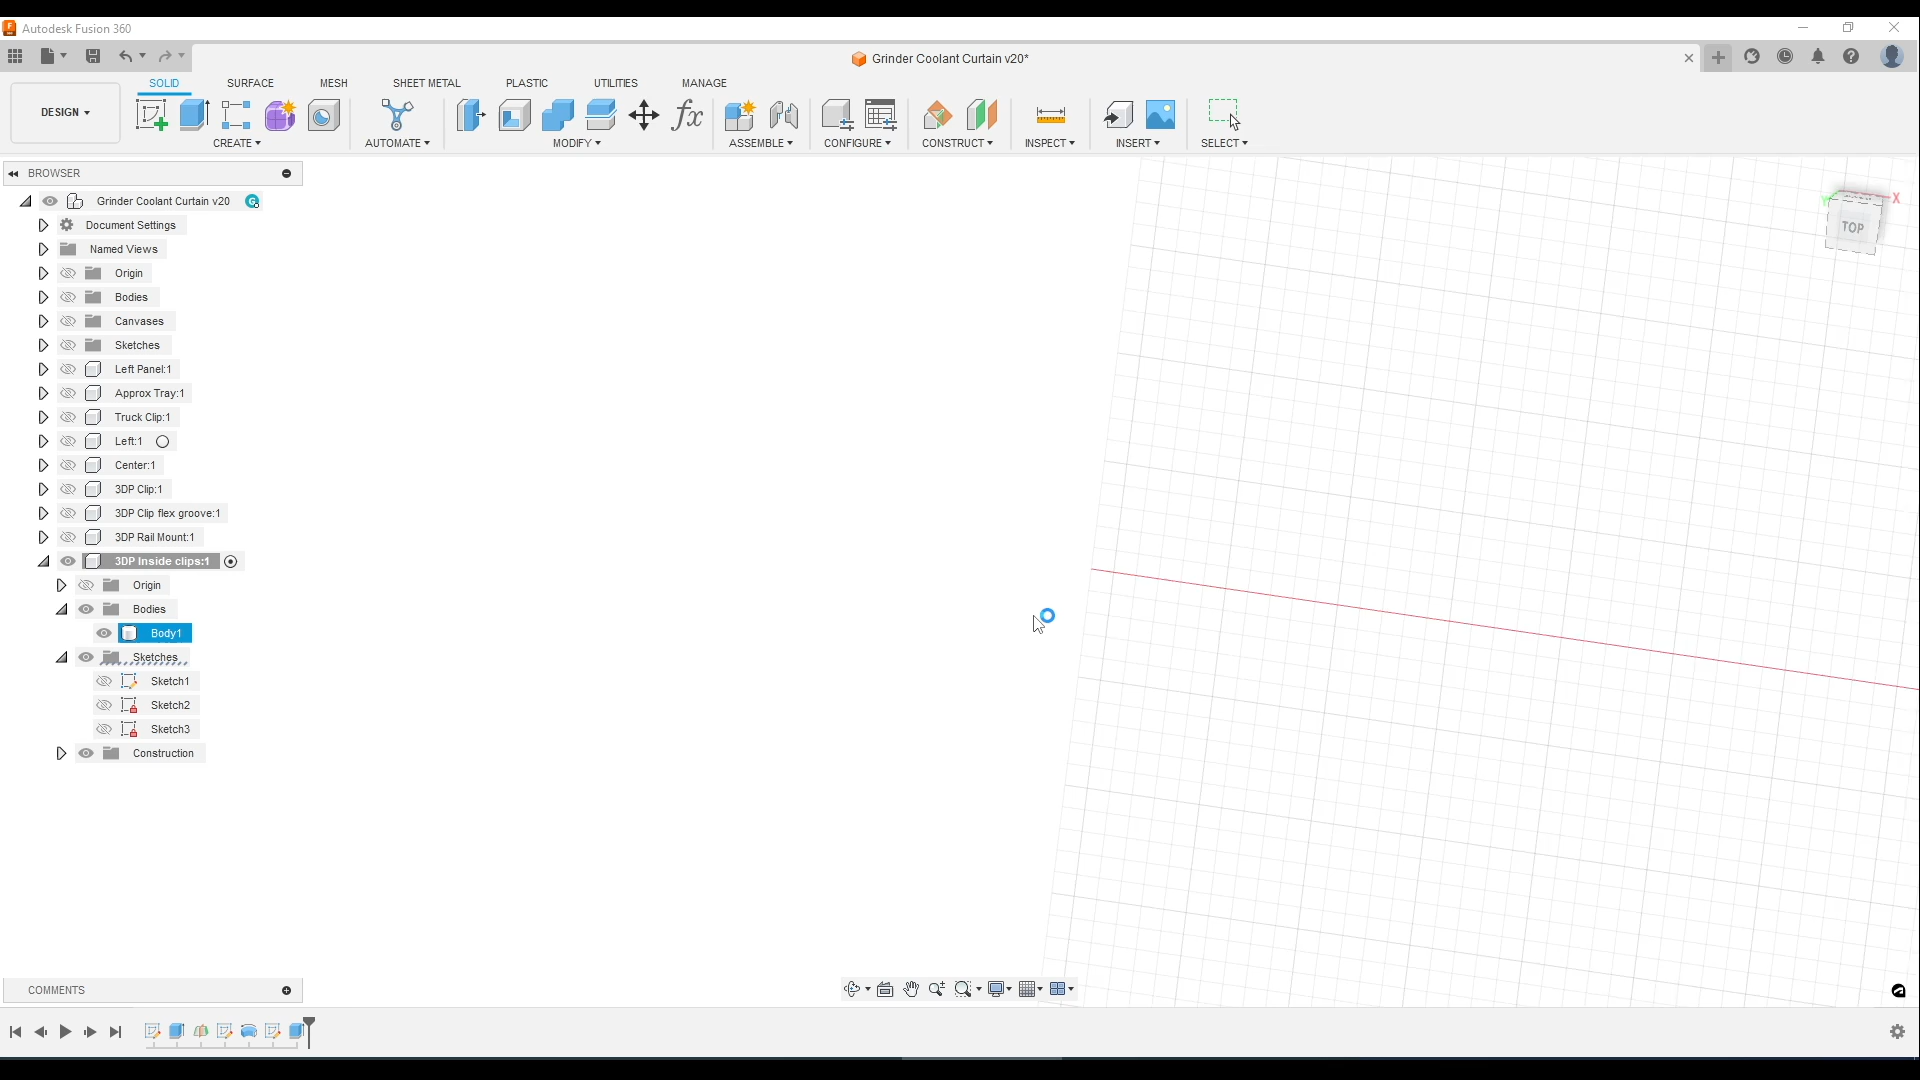 Autodesk Fusion 360
Grinder Coolant Curtain v20*
SOLID SURFACE MESH SHEET METAL PLASTIC UTILITIES MANAGE
DESIGN
CREATE AUTOMATE MODIFY ASSEMBLE CONFIGURE CONSTRUCT INSPECT INSERT SELECT
BROWSER
Grinder Coolant Curtain v20
Document Settings
Named Views
Origin
Bodies
Canvases
Sketches
Left Panel:1
Approx Tray:1
Truck Clip:1
Left:1
Center:1
3DP Clip:1
3DP Clip flex groove:1
3DP Rail Mount:1
3DP Inside clips:1
Origin
Bodies
Body1
Sketches
Sketch1
Sketch2
Sketch3
Construction
X
Y
TOP
COMMENTS